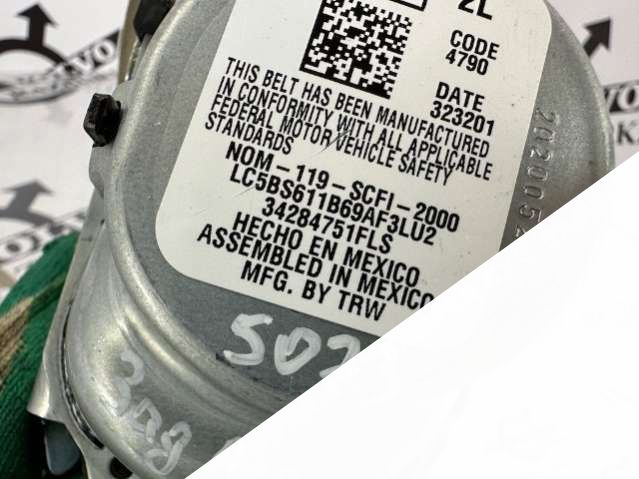 2L
CODE
4790
DATE
323201
THIS BELT HAS BEEN MANUFACTURED
IN CONFORMITY WITH ALL APPLICABLE
FEDERAL MOTOR VEHICLE SAFETY
STANDARDS
NOM-119-SCFI-2000
LC5BS611B69AF3LU2
34284751FLS
HECHO EN MEXICO
ASSEMBLED IN MEXICO
MFG. BY TRW